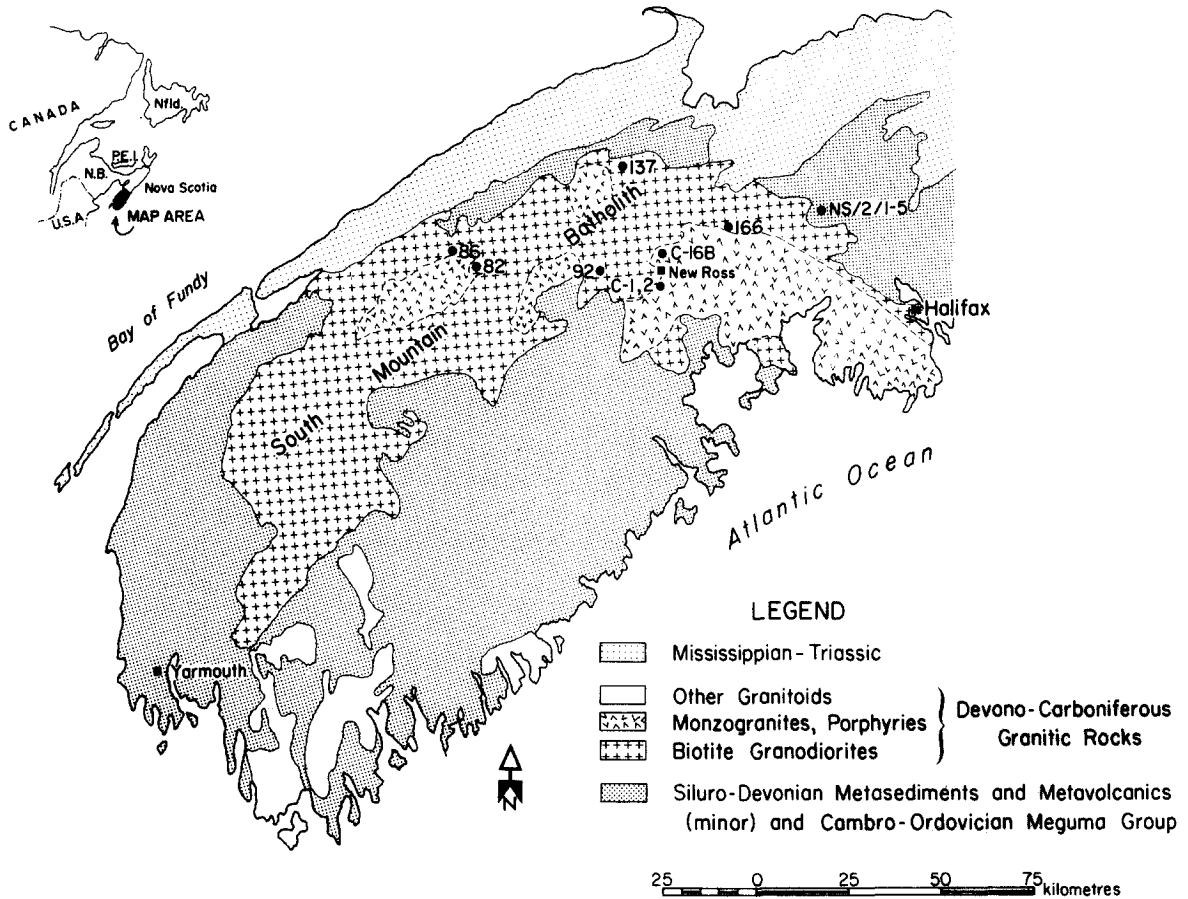 CANADA
Nfld.
P.E.I.
N.B.
Nova Scotia
U.S.A.
MAP AREA
Bay of Fundy
South Mountain Batholith
137
NS/2/1-5
166
86
82
C-16B
92
New Ross
C-1,2
Halifax
Atlantic Ocean
Yarmouth
N
LEGEND
Mississippian - Triassic
Other Granitoids
Monzogranites, Porphyries
Biotite Granodiorites
Devono - Carboniferous
Granitic Rocks
Siluro - Devonian Metasediments and Metavolcanics
(minor) and Cambro - Ordovician Meguma Group
25 0 25 50 75 kilometres